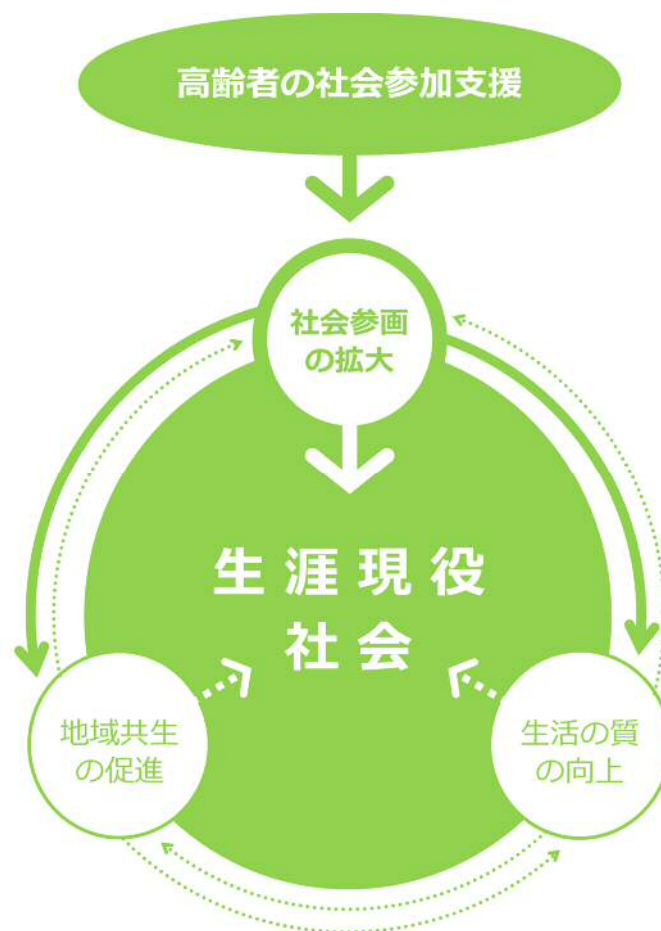 高齢者の社会参加支援
社会参画
の拡大
生涯現役
社会
地域共生
の促進
生活の質
の向上